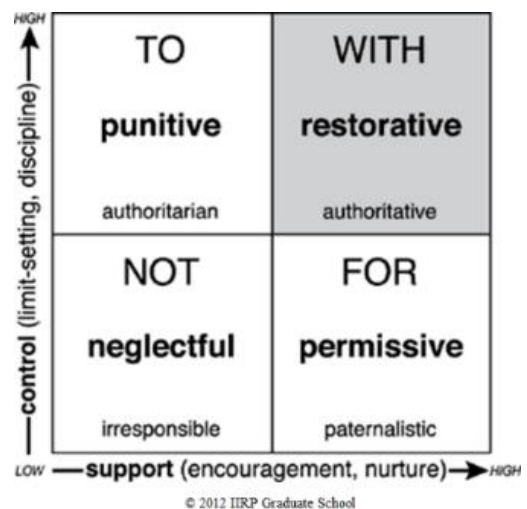 HIGH
TO
punitive
authoritarian
WITH
restorative
authoritative
NOT
neglectful
irresponsible
FOR
permissive
paternalistic
control (limit-setting, discipline)
LOW support (encouragement, nurture) HIGH
© 2012 IIRP Graduate School